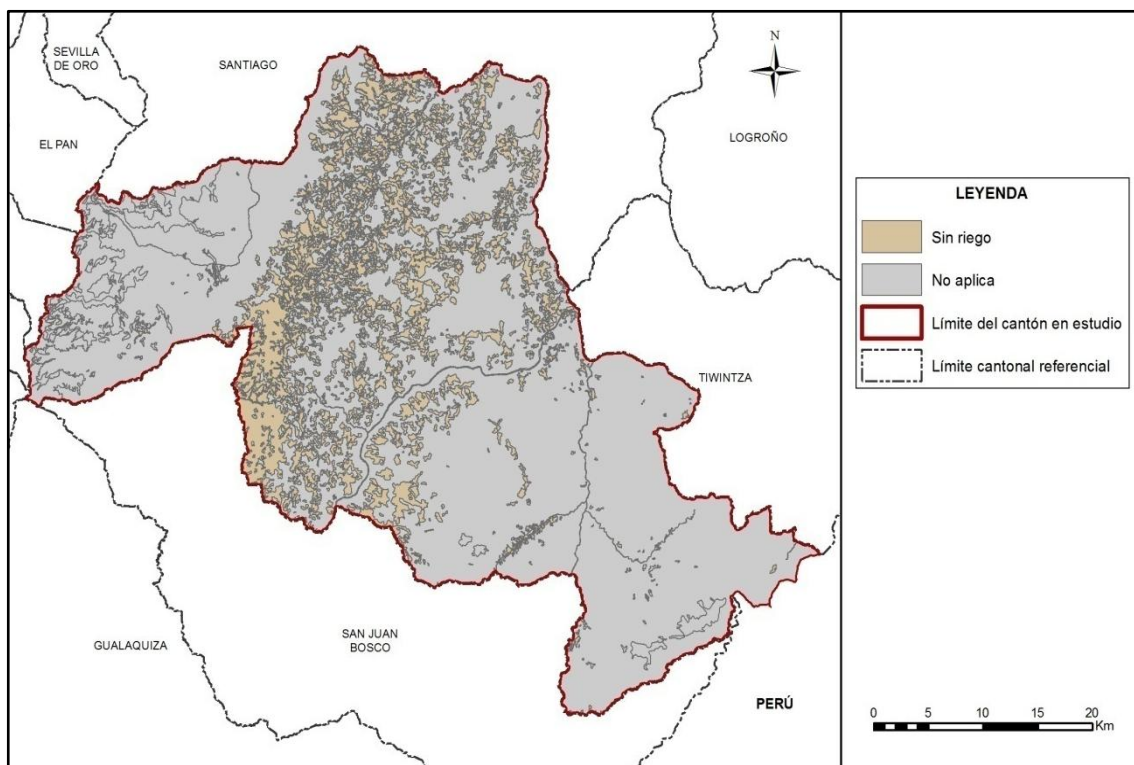 SEVILLA
DE ORO
SANTIAGO
N
EL PAN
LOGROÑO
LEYENDA
Sin riego
No aplica
Límite del cantón en estudio
Límite cantonal referencial
TIWINTZA
GUALAQUIZA
SAN JUAN
BOSCO
PERÚ
0 5 10 15 20
Km